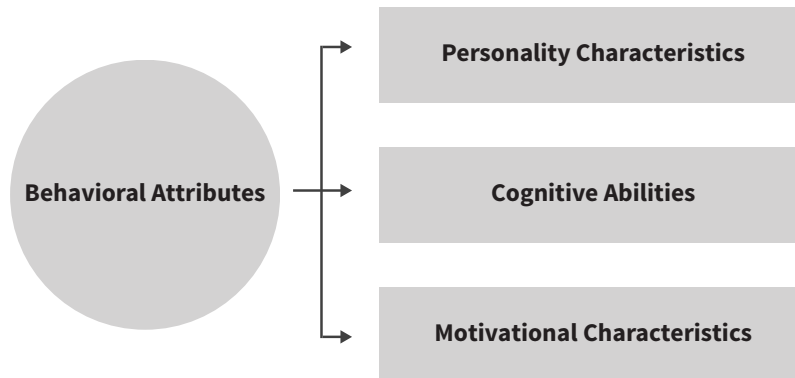 Personality Characteristics
Behavioral Attributes
Cognitive Abilities
Motivational Characteristics